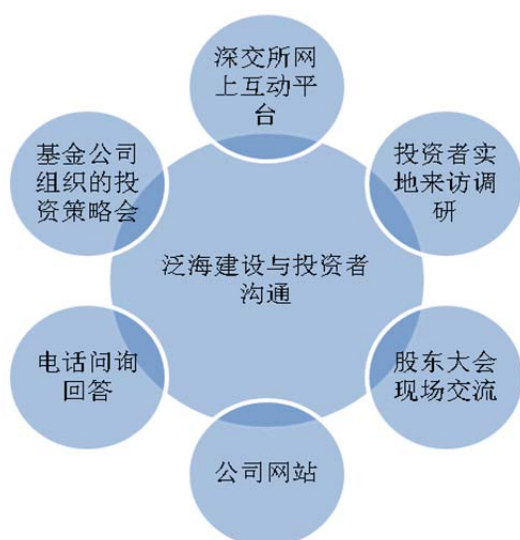 深交所网
上互动平
台
基金公司
组织的投
资策略会
投资者实
地来访调
研
泛海建设与投资者
沟通
电话问询
回答
股东大会
现场交流
公司网站